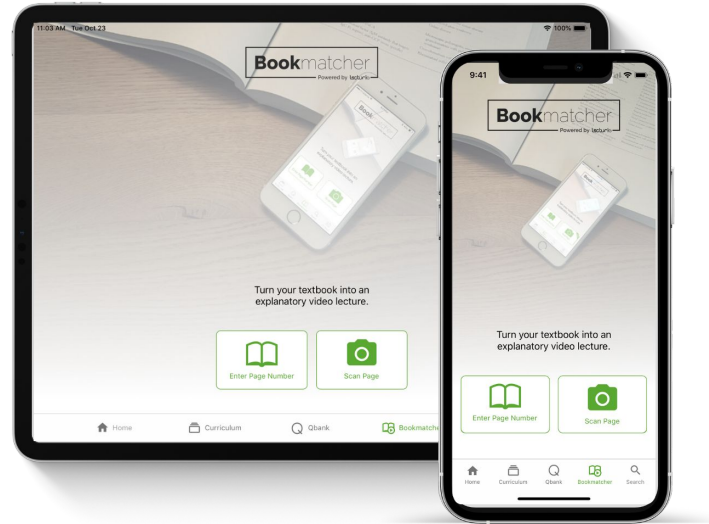 11:03 AM Tue Oct 23
100%
Bookmatcher
Powered by lecturio
Turn your textbook into an
explanatory video lecture.
Enter Page Number
Scan Page
Home
Curriculum
Qbank
Bookmatche
9:41
Bookmatcher
Powered by lecturio
Turn your textbook into an
explanatory video lecture.
Enter Page Number
Scan Page
Home
Curriculum
Qbank
Bookmatcher
Search